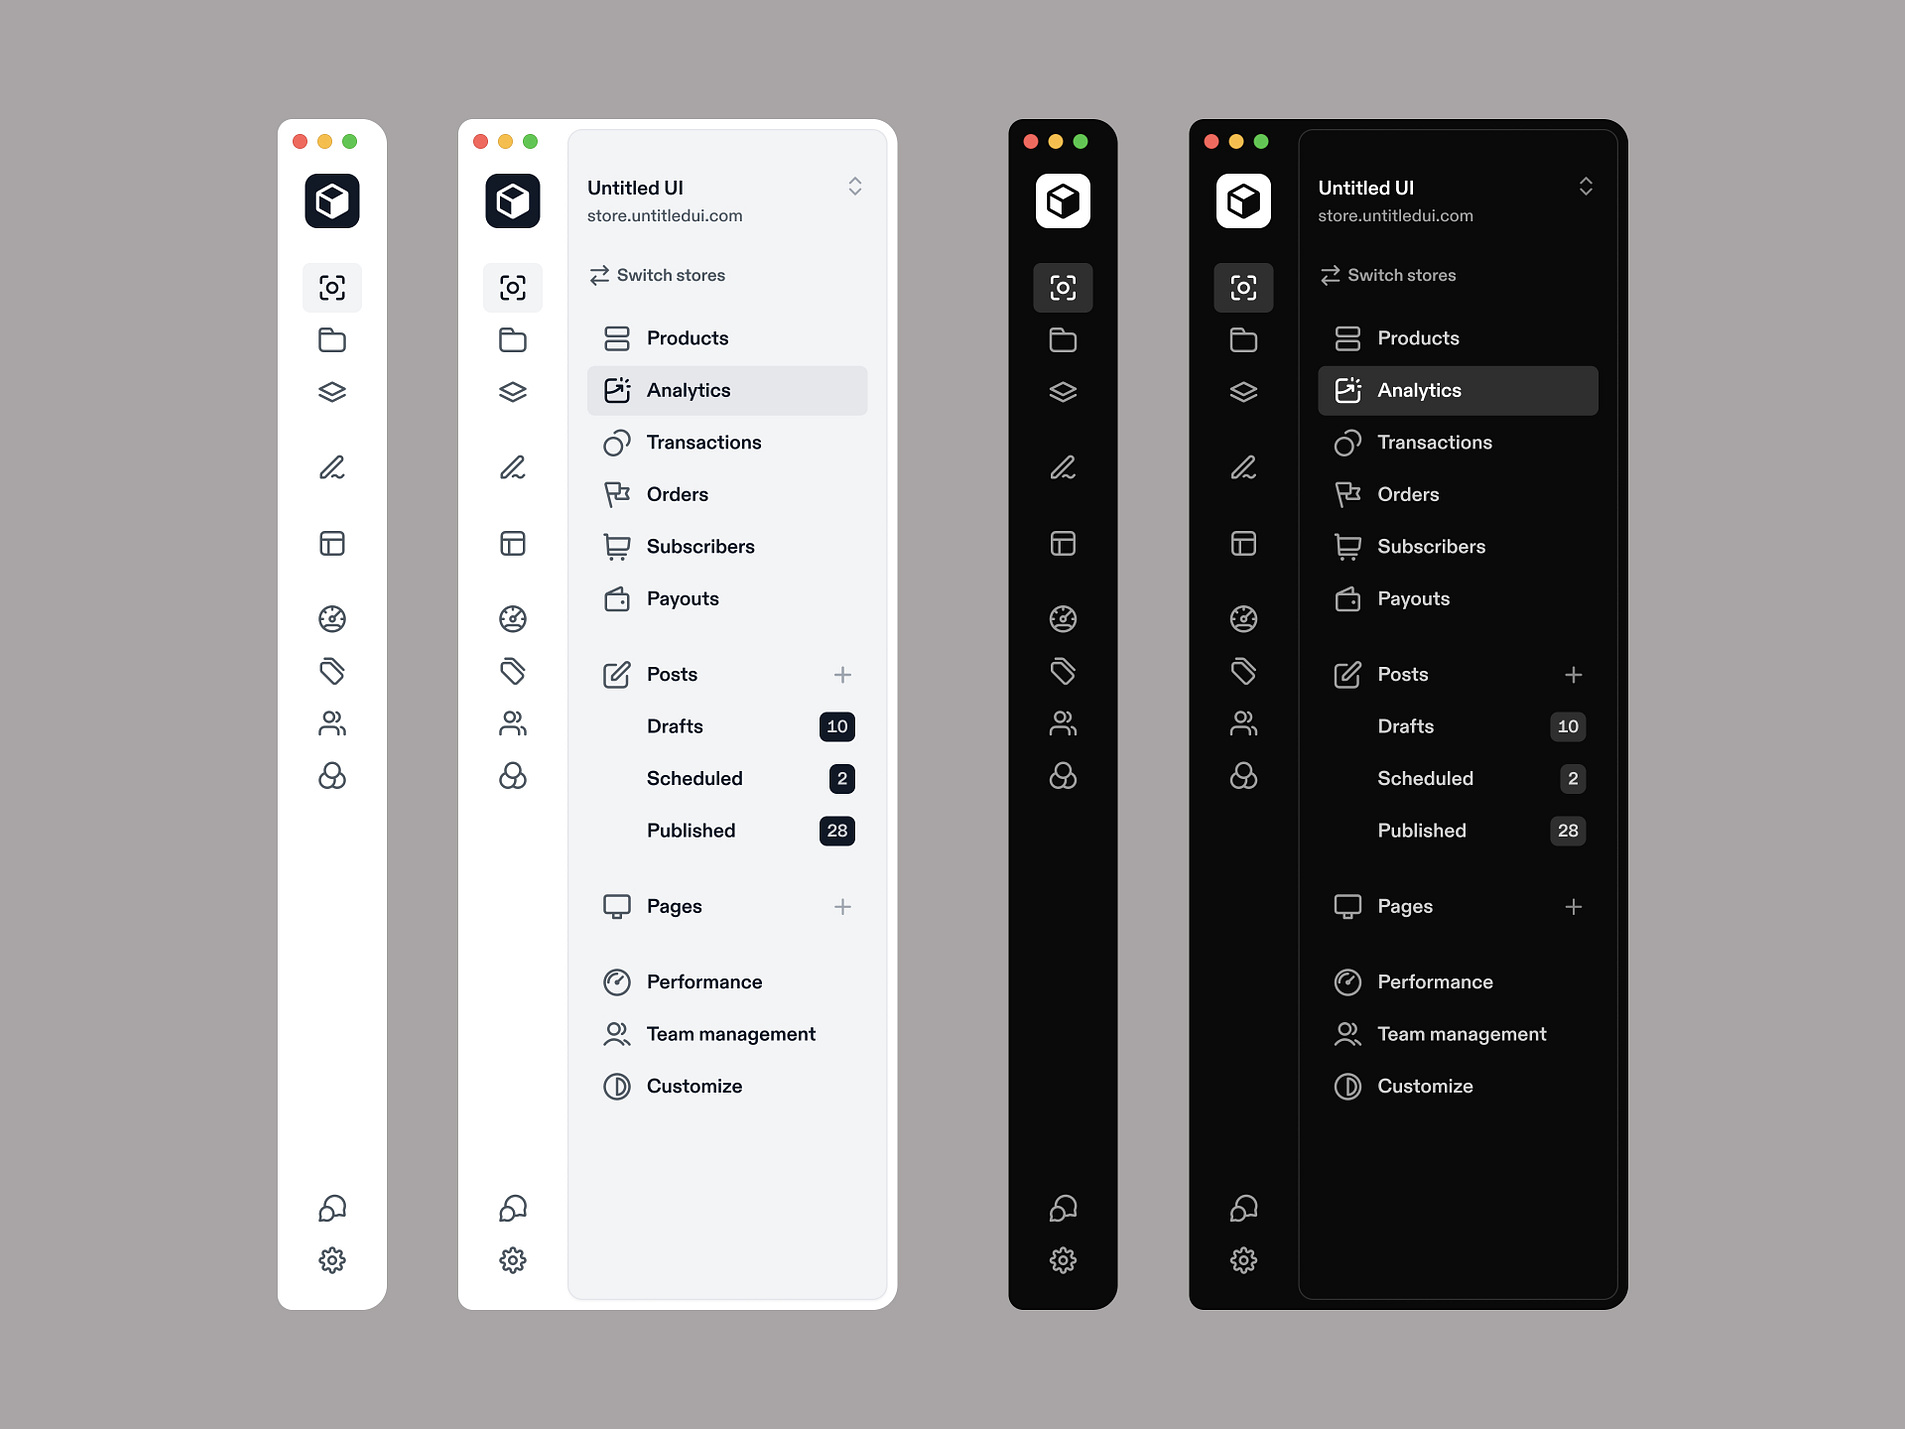 Untitled UI
store.untitledui.com
Switch stores
Products
Analytics
Transactions
Orders
Subscribers
Payouts
Posts
Drafts 10
Scheduled 2
Published 28
Pages
Performance
Team management
Customize
Untitled UI
store.untitledui.com
Switch stores
Products
Analytics
Transactions
Orders
Subscribers
Payouts
Posts
Drafts 10
Scheduled 2
Published 28
Pages
Performance
Team management
Customize